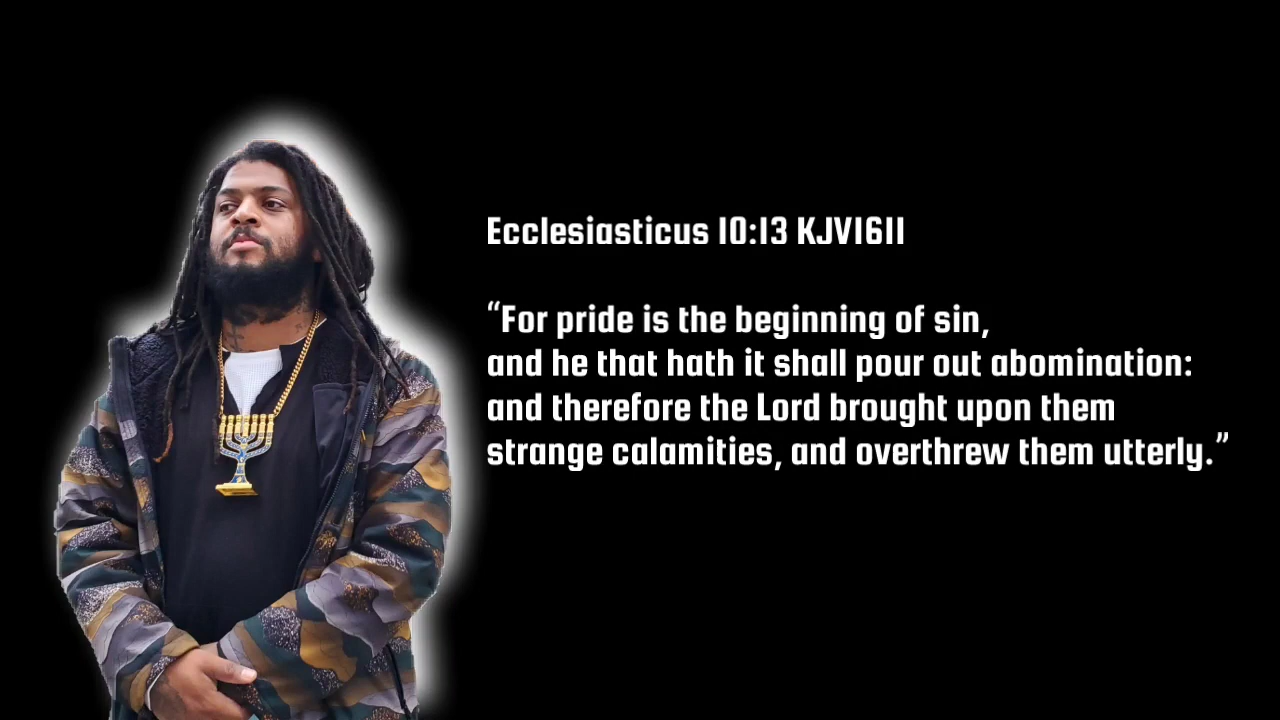 Ecclesiasticus 10:13 KJV1611
“For pride is the beginning of sin,
and he that hath it shall pour out abomination:
and therefore the Lord brought upon them
strange calamities, and overthrew them utterly.”